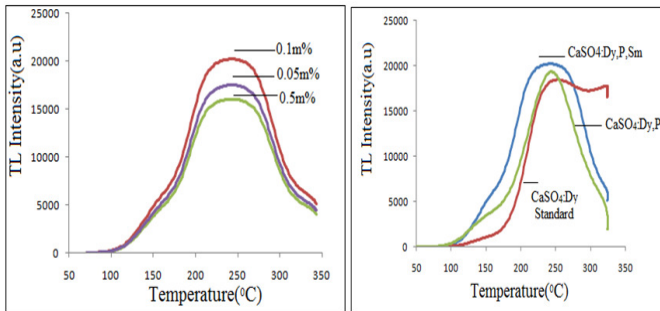 TL Intensity(a.u)
25000
20000
15000
10000
5000
0
0.1m%
0.05m%
0.5m%
50 100 150 200 250 300 350
Temperature(⁰C)
TL Intensity(a.u)
25000
20000
15000
10000
5000
0
CaSO4:Dy,P,Sm
CaSO4:Dy,P
CaSO4:Dy
Standard
50 100 150 200 250 300 350
Temperature(⁰C)